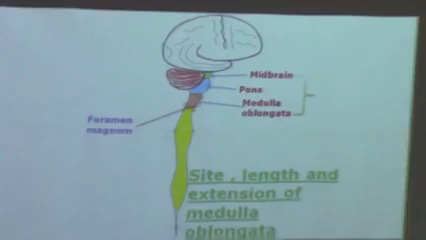 Midbrain
Pons
Medulla
oblongata
Foramen
magnum
Site , length and
extension of
medulla
oblongata